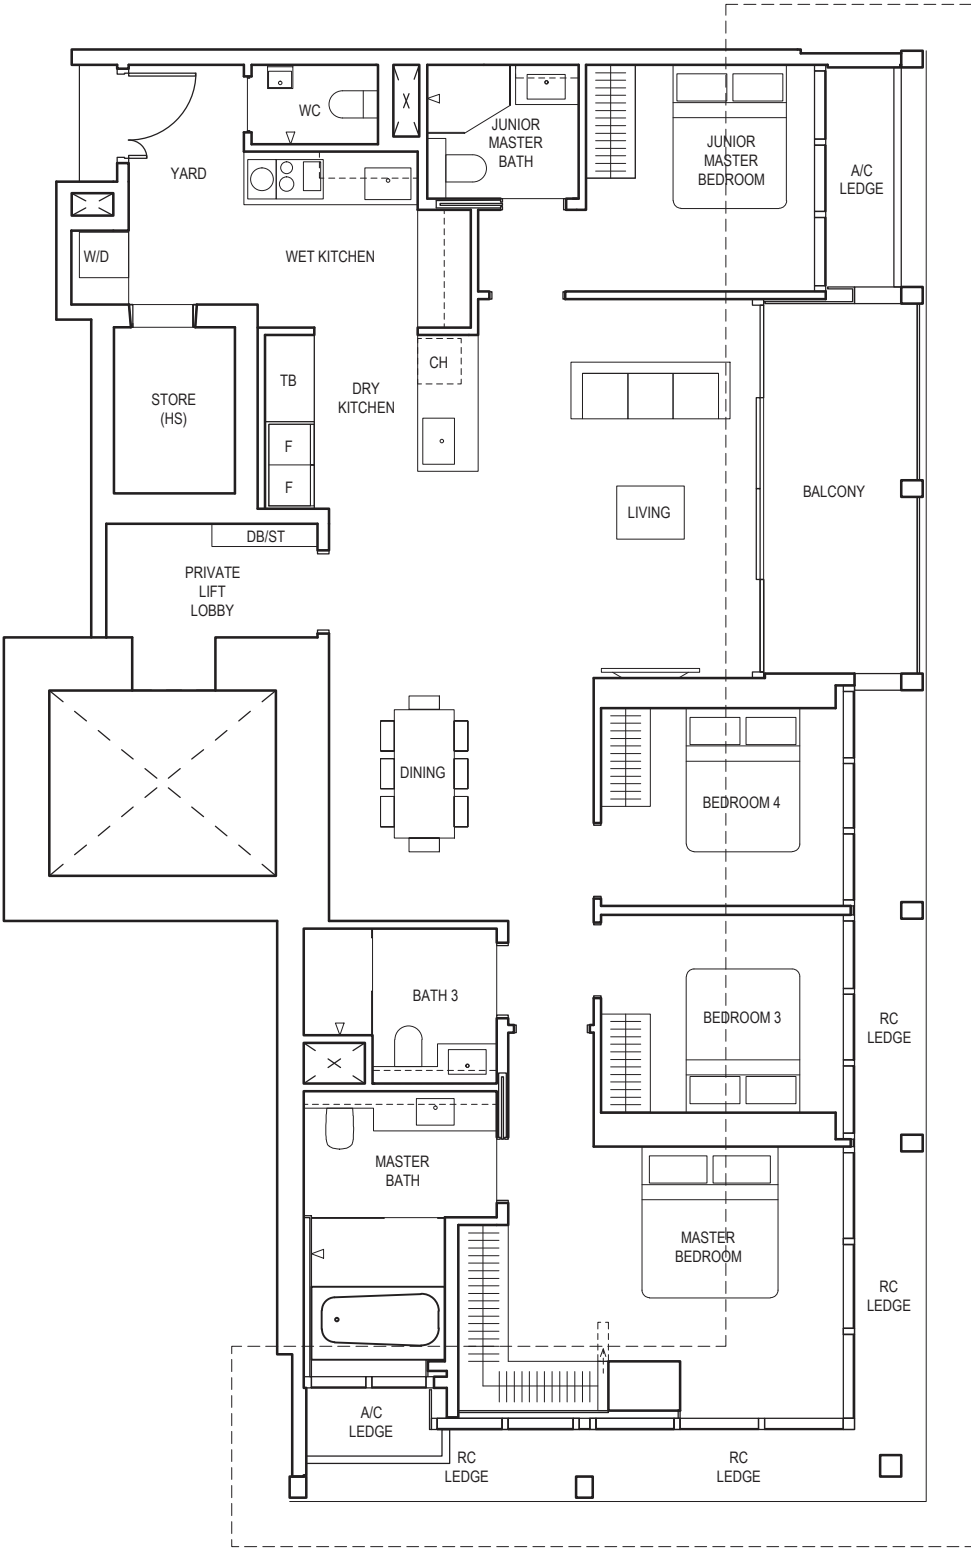 WC
JUNIOR
MASTER
BATH
JUNIOR
MASTER
BEDROOM
A/C
LEDGE
YARD
W/D
WET KITCHEN
STORE
(HS)
TB
F
F
DRY
KITCHEN
CH
LIVING
BALCONY
DB/ST
PRIVATE
LIFT
LOBBY
DINING
BEDROOM 4
BATH 3
BEDROOM 3
RC
LEDGE
MASTER
BATH
MASTER
BEDROOM
RC
LEDGE
A/C
LEDGE
RC
LEDGE
RC
LEDGE